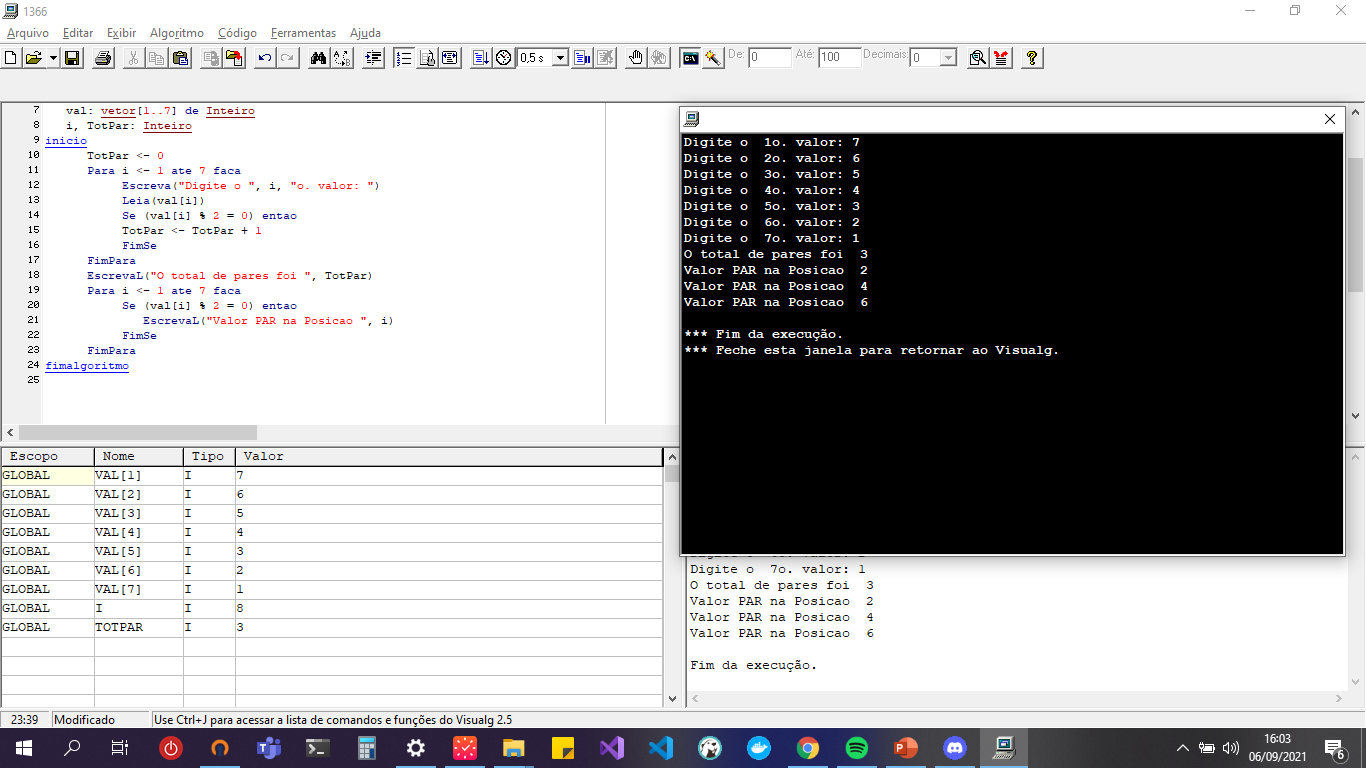 1366
Arquivo Editar Exibir Algoritmo Código Ferramentas Ajuda
0,5 s De: 0 Até: 100 Decimais: 0
7 val: vetor[1..7] de Inteiro
8 i, TotPar: Inteiro
9 inicio
10 TotPar <- 0
11 Para i <- 1 ate 7 faca
12 Escreva("Digite o ", i, "o. valor: ")
13 Leia(val[i])
14 Se (val[i] % 2 = 0) entao
15 TotPar <- TotPar + 1
16 FimSe
17 FimPara
18 EscrevaL("O total de pares foi ", TotPar)
19 Para i <- 1 ate 7 faca
20 Se (val[i] % 2 = 0) entao
21 EscrevaL("Valor PAR na Posicao ", i)
22 FimSe
23 FimPara
24 fimalgoritmo
25
Digite o  1o. valor: 7
Digite o  2o. valor: 6
Digite o  3o. valor: 5
Digite o  4o. valor: 4
Digite o  5o. valor: 3
Digite o  6o. valor: 2
Digite o  7o. valor: 1
O total de pares foi  3
Valor PAR na Posicao  2
Valor PAR na Posicao  4
Valor PAR na Posicao  6
*** Fim da execução.
*** Feche esta janela para retornar ao Visualg.
Escopo Nome Tipo Valor
GLOBAL VAL[1] I 7
GLOBAL VAL[2] I 6
GLOBAL VAL[3] I 5
GLOBAL VAL[4] I 4
GLOBAL VAL[5] I 3
GLOBAL VAL[6] I 2
GLOBAL VAL[7] I 1
GLOBAL I I 8
GLOBAL TOTPAR I 3
Digite o  7o. valor: 1
O total de pares foi  3
Valor PAR na Posicao  2
Valor PAR na Posicao  4
Valor PAR na Posicao  6
Fim da execução.
23:39 Modificado Use Ctrl+J para acessar a lista de comandos e funções do Visualg 2.5
16:03
06/09/2021
6